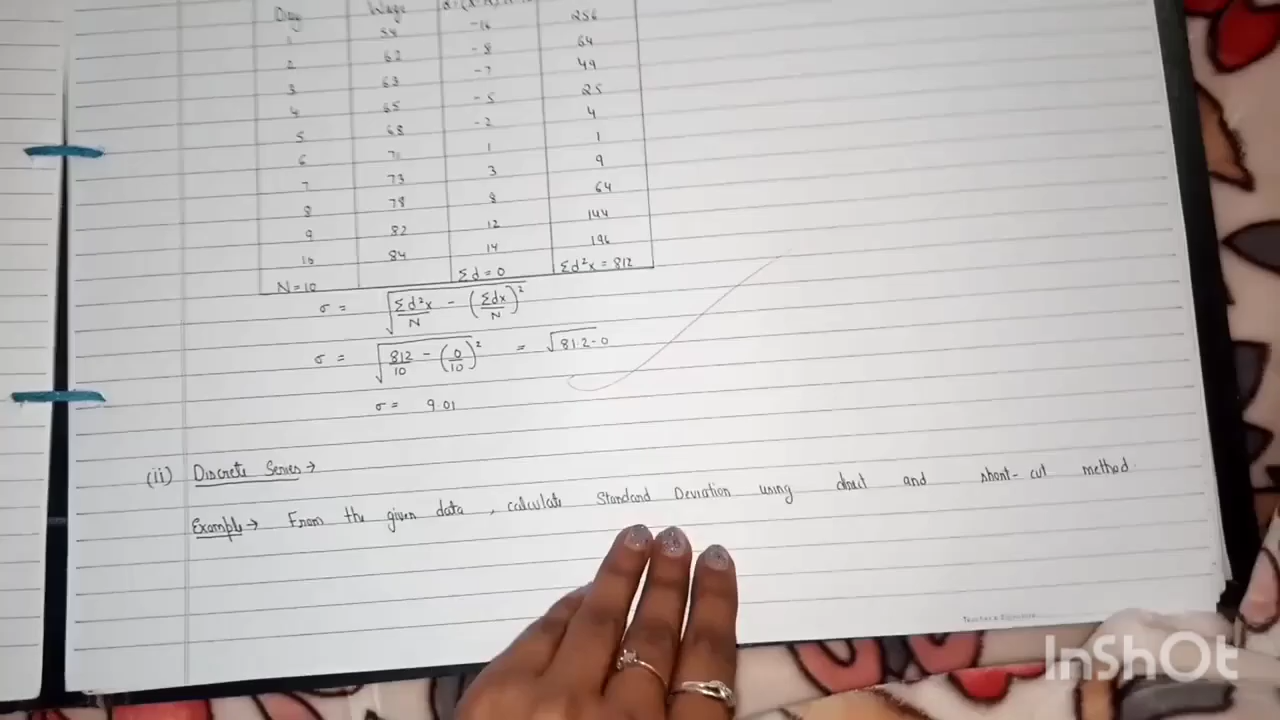 Day Wage
1 54 -16 256
2 62 -8 64
3 63 -7 49
4 65 -5 25
5 68 -2 4
6 71 1 1
7 73 3 9
8 78 8 64
9 82 12 144
10 84 14 196
N=10 Σd=0 Σd²x=812
σ = √(Σd²x/N - (Σdx/N)²)
σ = √(812/10 - (0/10)²) = √81.2-0
σ = 9.01
(ii) Discrete Series→
Example→ From the given data, calculate Standard Deviation using direct and short-cut method.
InShOt